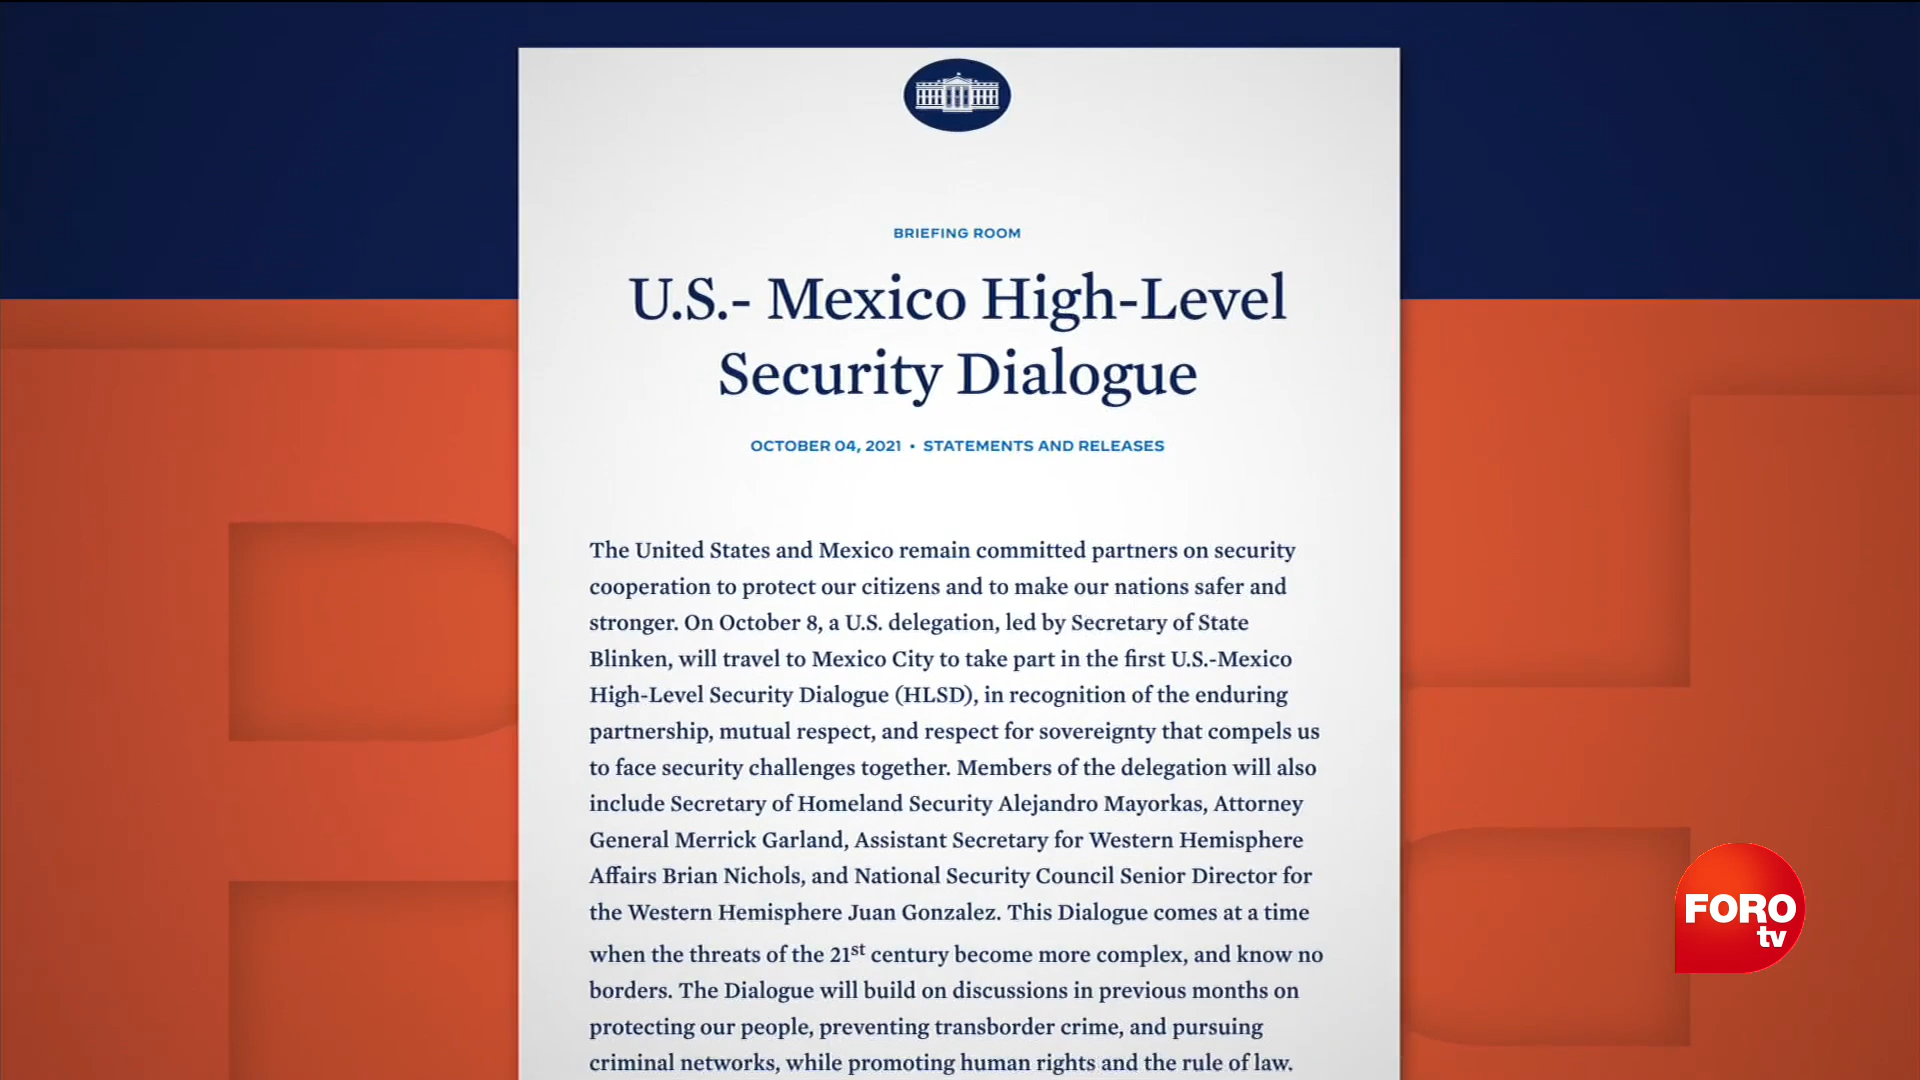 BRIEFING ROOM
U.S.- Mexico High-Level
Security Dialogue
OCTOBER 04, 2021 • STATEMENTS AND RELEASES
The United States and Mexico remain committed partners on security
cooperation to protect our citizens and to make our nations safer and
stronger. On October 8, a U.S. delegation, led by Secretary of State
Blinken, will travel to Mexico City to take part in the first U.S.-Mexico
High-Level Security Dialogue (HLSD), in recognition of the enduring
partnership, mutual respect, and respect for sovereignty that compels us
to face security challenges together. Members of the delegation will also
include Secretary of Homeland Security Alejandro Mayorkas, Attorney
General Merrick Garland, Assistant Secretary for Western Hemisphere
Affairs Brian Nichols, and National Security Council Senior Director for
the Western Hemisphere Juan Gonzalez. This Dialogue comes at a time
when the threats of the 21st century become more complex, and know no
borders. The Dialogue will build on discussions in previous months on
protecting our people, preventing transborder crime, and pursuing
criminal networks, while promoting human rights and the rule of law.
FORO
tv